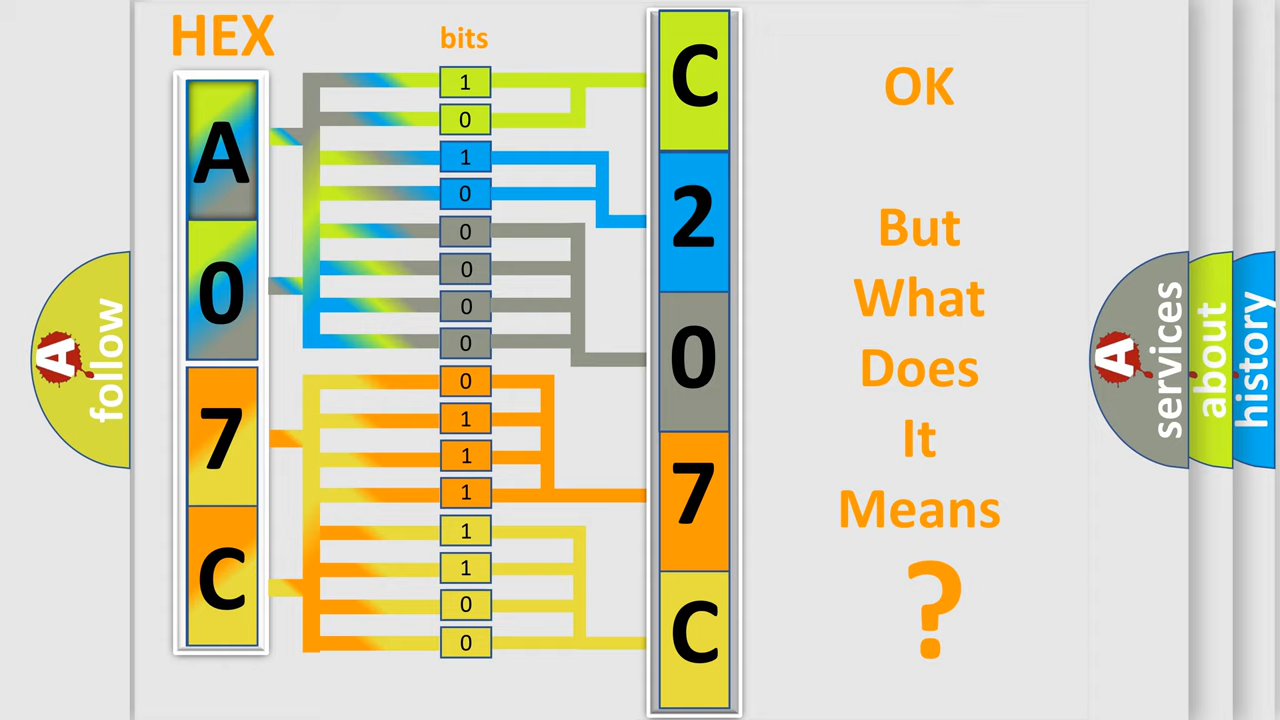 HEX
bits
A
0
7
C
1
0
1
0
0
0
0
0
0
1
1
1
1
1
0
0
C
2
0
7
C
OK
But
What
Does
It
Means
?
A
follow
A
services
about
history